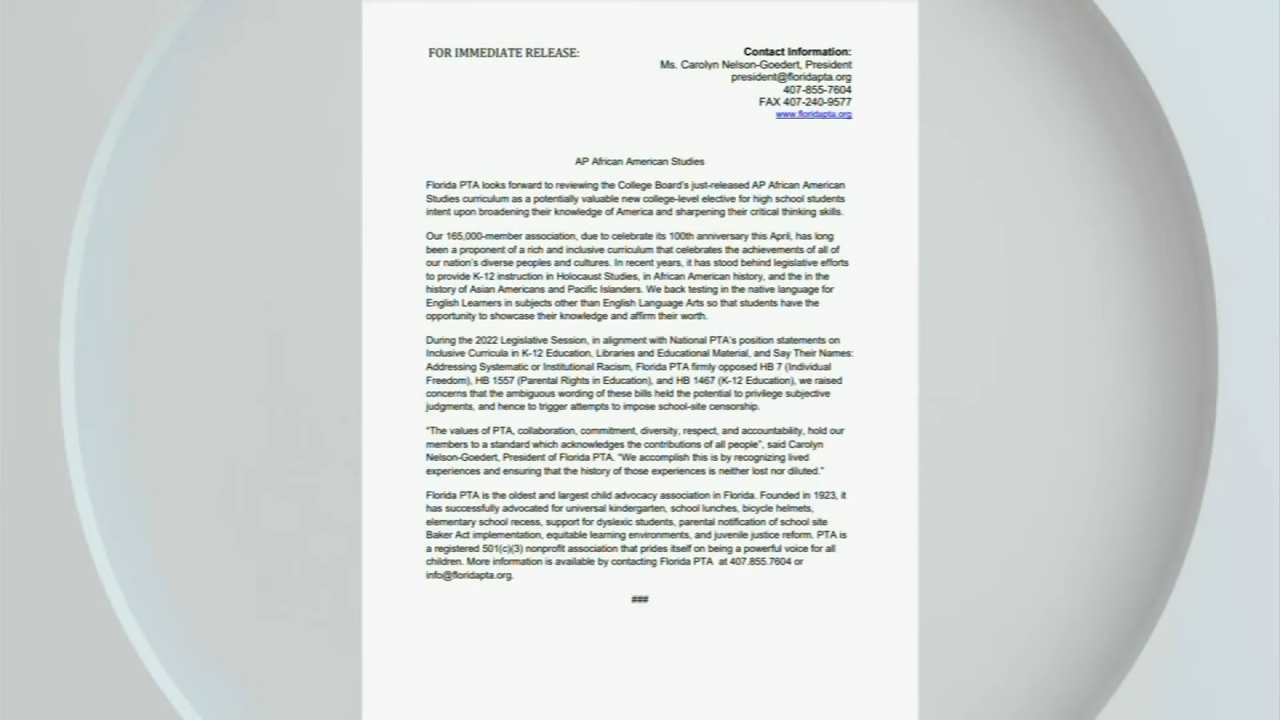 FOR IMMEDIATE RELEASE:
Contact Information:
Ms. Carolyn Nelson-Goedert, President
president@floridapta.org
407-855-7604
FAX 407-240-9577
www.floridapta.org
AP African American Studies
Florida PTA looks forward to reviewing the College Board's just-released AP African American
Studies curriculum as a potentially valuable new college-level elective for high school students
intent upon broadening their knowledge of America and sharpening their critical thinking skills.
Our 165,000-member association, due to celebrate its 100th anniversary this April, has long
been a proponent of a rich and inclusive curriculum that celebrates the achievements of all of
our nation's diverse peoples and cultures. In recent years, it has stood behind legislative efforts
to provide K-12 instruction in Holocaust Studies, in African American history, and the in the
history of Asian Americans and Pacific Islanders. We back testing in the native language for
English Learners in subjects other than English Language Arts so that students have the
opportunity to showcase their knowledge and affirm their worth.
During the 2022 Legislative Session, in alignment with National PTA's position statements on
Inclusive Curricula in K-12 Education, Libraries and Educational Material, and Say Their Names:
Addressing Systematic or Institutional Racism, Florida PTA firmly opposed HB 7 (Individual
Freedom), HB 1557 (Parental Rights in Education), and HB 1467 (K-12 Education), we raised
concerns that the ambiguous wording of these bills held the potential to privilege subjective
judgments, and hence to trigger attempts to impose school-site censorship.
"The values of PTA, collaboration, commitment, diversity, respect, and accountability, hold our
members to a standard which acknowledges the contributions of all people", said Carolyn
Nelson-Goedert, President of Florida PTA. "We accomplish this is by recognizing lived
experiences and ensuring that the history of those experiences is neither lost nor diluted."
Florida PTA is the oldest and largest child advocacy association in Florida. Founded in 1923, it
has successfully advocated for universal kindergarten, school lunches, bicycle helmets,
elementary school recess, support for dyslexic students, parental notification of school site
Baker Act implementation, equitable learning environments, and juvenile justice reform. PTA is
a registered 501(c)(3) nonprofit association that prides itself on being a powerful voice for all
children. More information is available by contacting Florida PTA at 407.855.7604 or
info@floridapta.org.
###